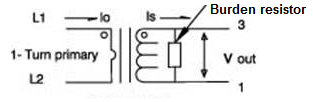 Burden resistor
L1 Io Is 3
1- Turn primary V out
L2 1